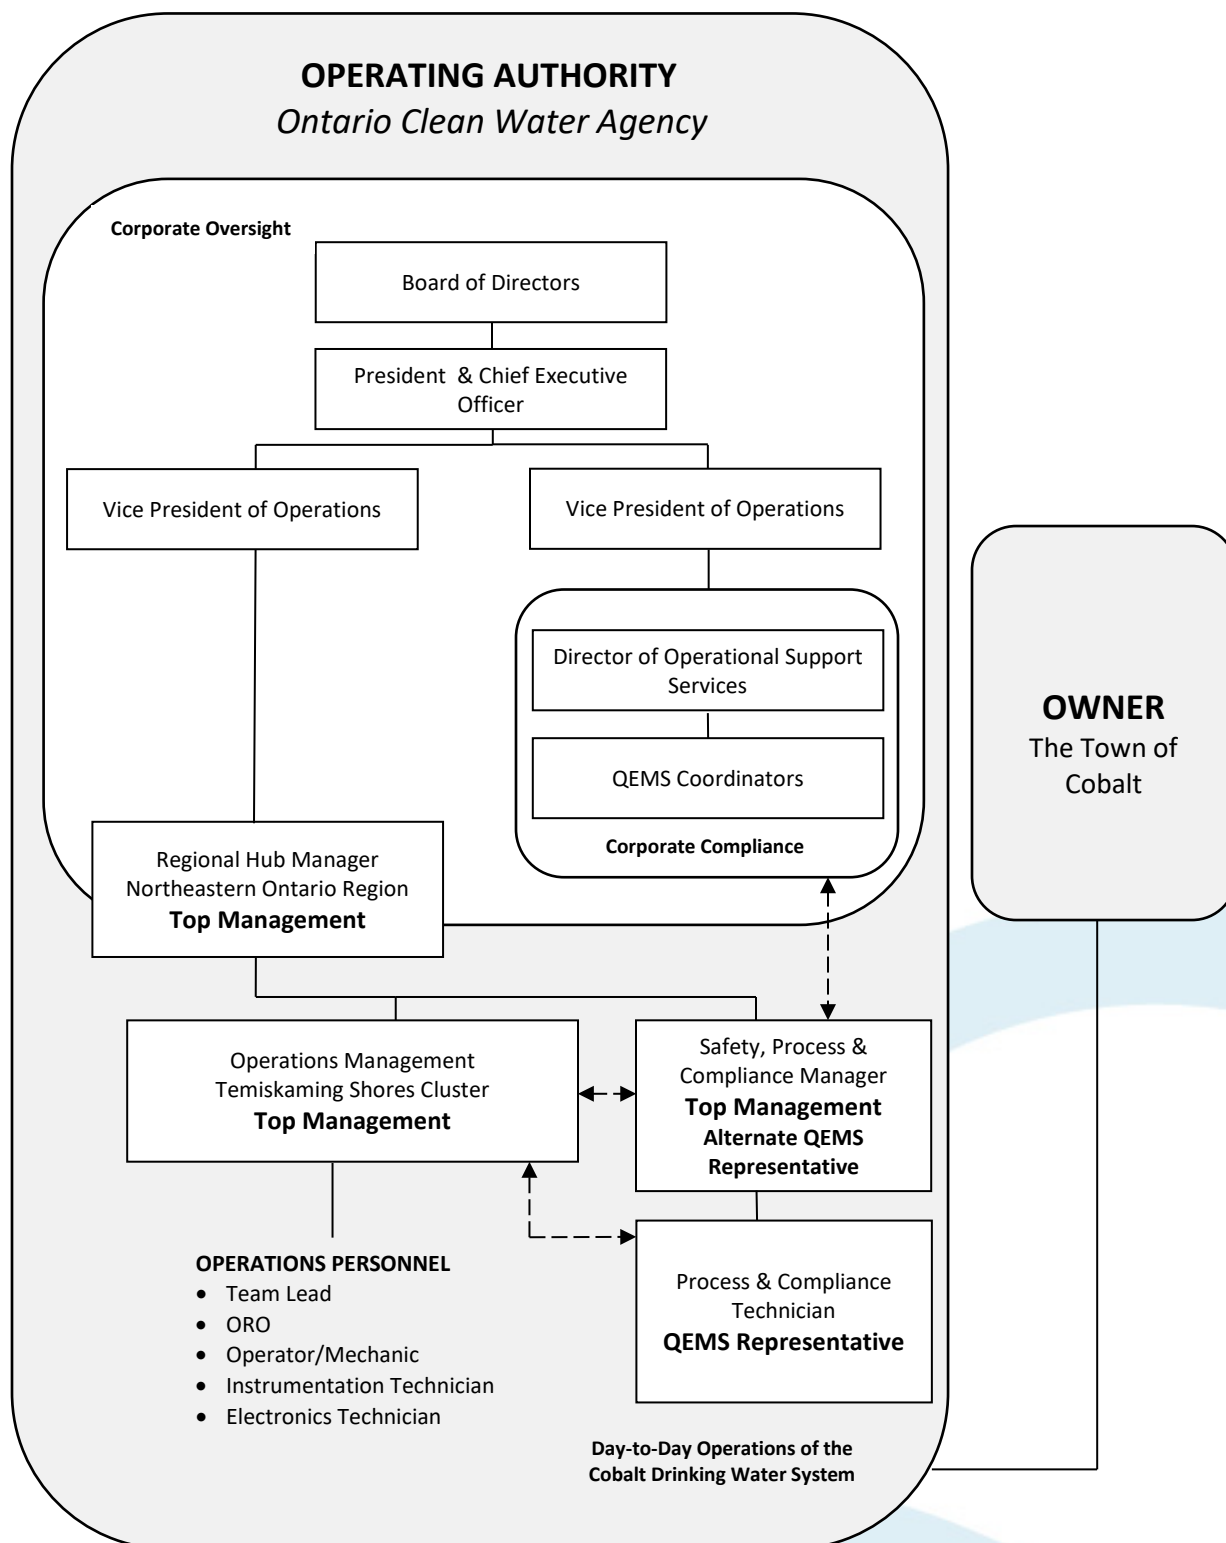 OPERATING AUTHORITY
Ontario Clean Water Agency
Corporate Oversight
Board of Directors
President & Chief Executive
Officer
Vice President of Operations
Vice President of Operations
Director of Operational Support
Services
QEMS Coordinators
Corporate Compliance
OWNER
The Town of
Cobalt
Regional Hub Manager
Northeastern Ontario Region
Top Management
Operations Management
Temiskaming Shores Cluster
Top Management
Safety, Process &
Compliance Manager
Top Management
Alternate QEMS
Representative
OPERATIONS PERSONNEL
• Team Lead
• ORO
• Operator/Mechanic
• Instrumentation Technician
• Electronics Technician
Process & Compliance
Technician
QEMS Representative
Day-to-Day Operations of the
Cobalt Drinking Water System